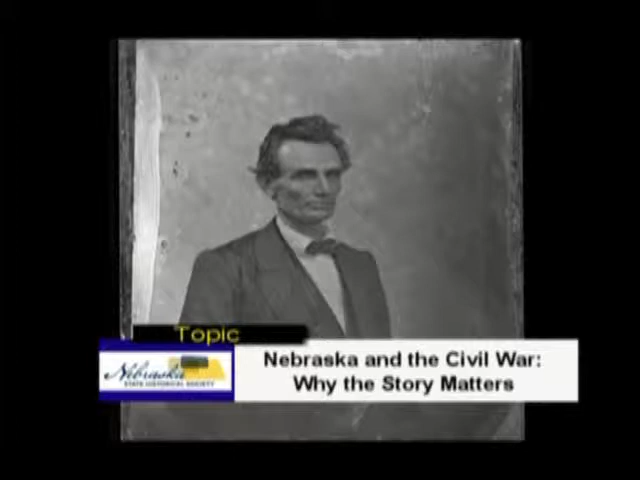 Topic
Nebraska
STATE HISTORICAL SOCIETY
Nebraska and the Civil War:
Why the Story Matters